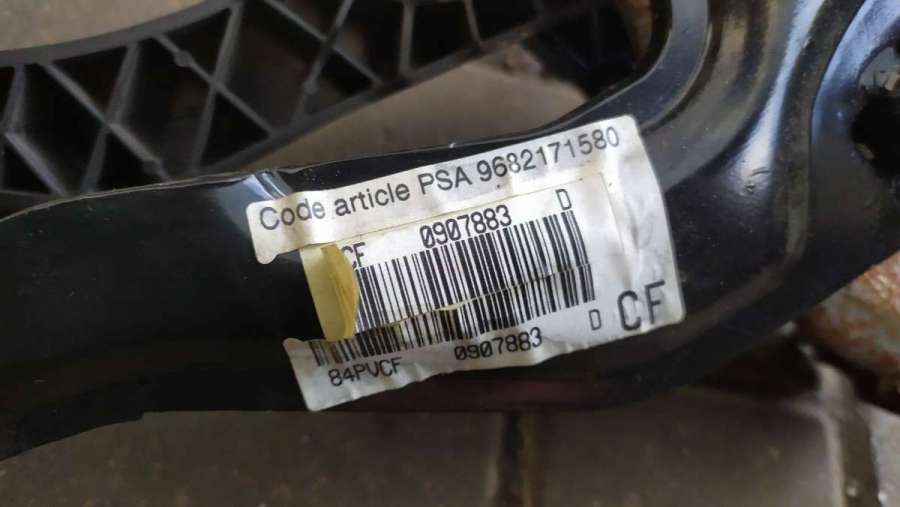 Code article PSA 9682171580
CF 0907883 D
CF
84PVCF 0907883 D